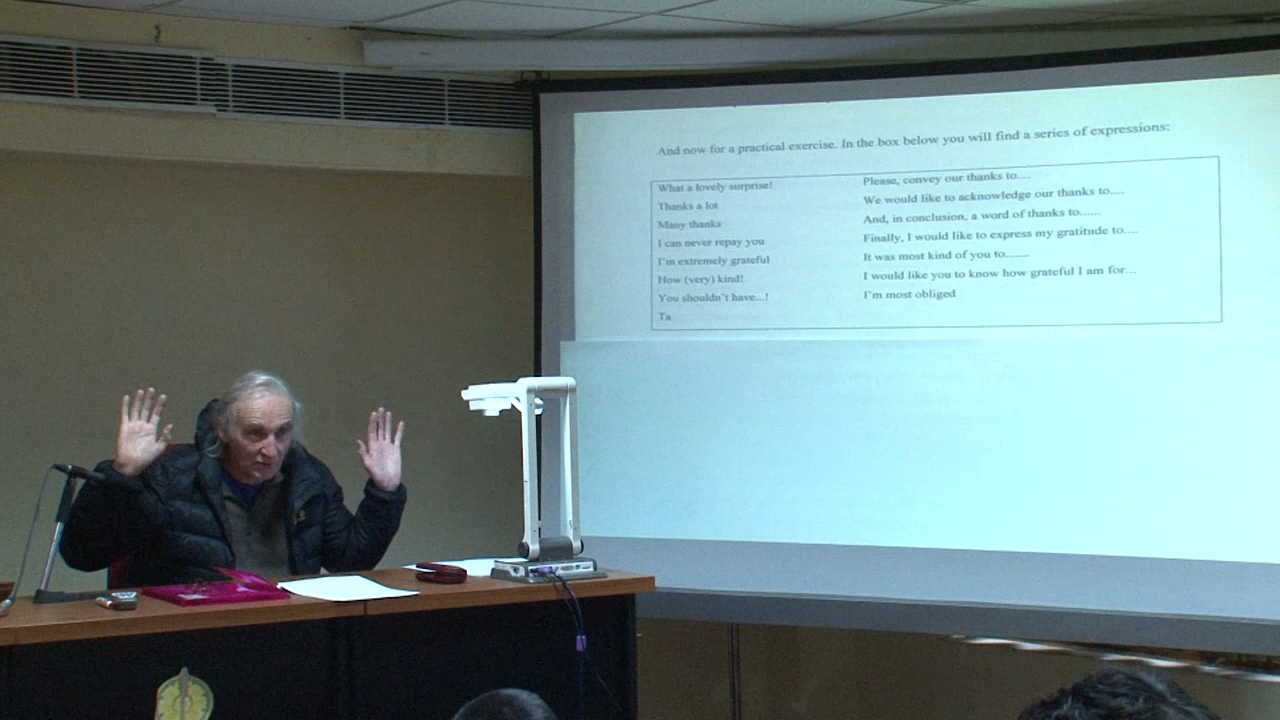 And now for a practical exercise. In the box below you will find a series of expressions:
What a lovely surprise!
Thanks a lot
Many thanks
I can never repay you
I'm extremely grateful
How (very) kind!
You shouldn't have...!
Ta
Please, convey our thanks to....
We would like to acknowledge our thanks to....
And, in conclusion, a word of thanks to......
Finally, I would like to express my gratitude to....
It was most kind of you to........
I would like you to know how grateful I am for...
I'm most obliged